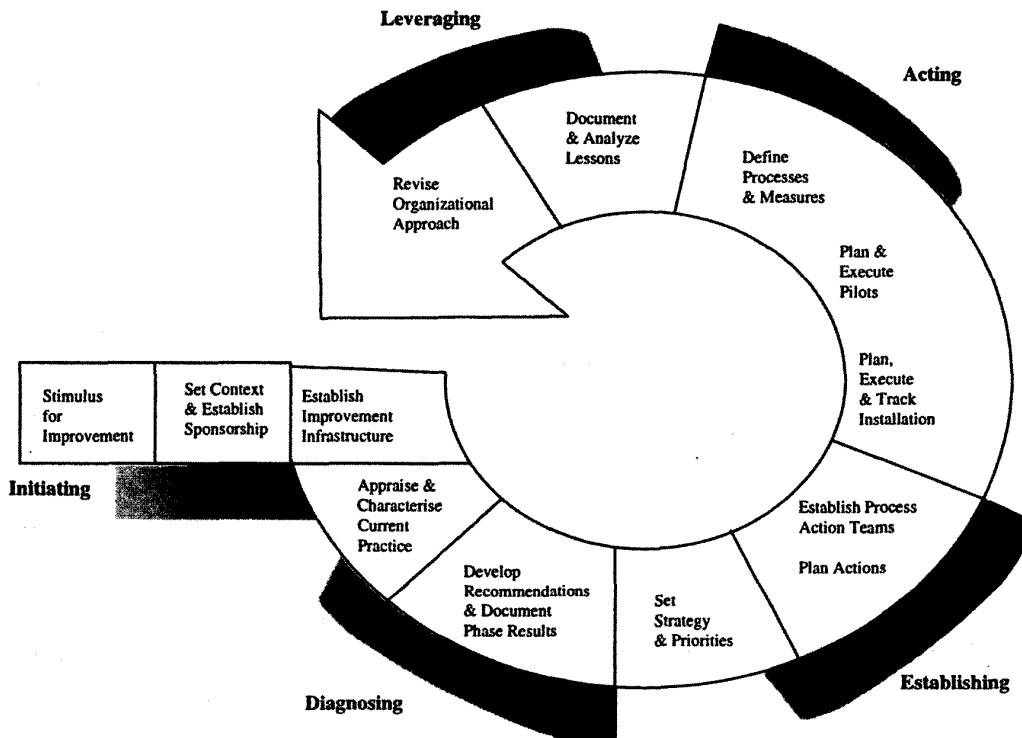 Leveraging
Acting
Document
& Analyze
Lessons
Define
Processes
& Measures
Revise
Organizational
Approach
Plan &
Execute
Pilots
Plan,
Execute
& Track
Installation
Stimulus
for
Improvement
Set Context
& Establish
Sponsorship
Establish
Improvement
Infrastructure
Initiating
Appraise &
Characterise
Current
Practice
Establish Process
Action Teams
Plan Actions
Develop
Recommendations
& Document
Phase Results
Set
Strategy
& Priorities
Diagnosing
Establishing